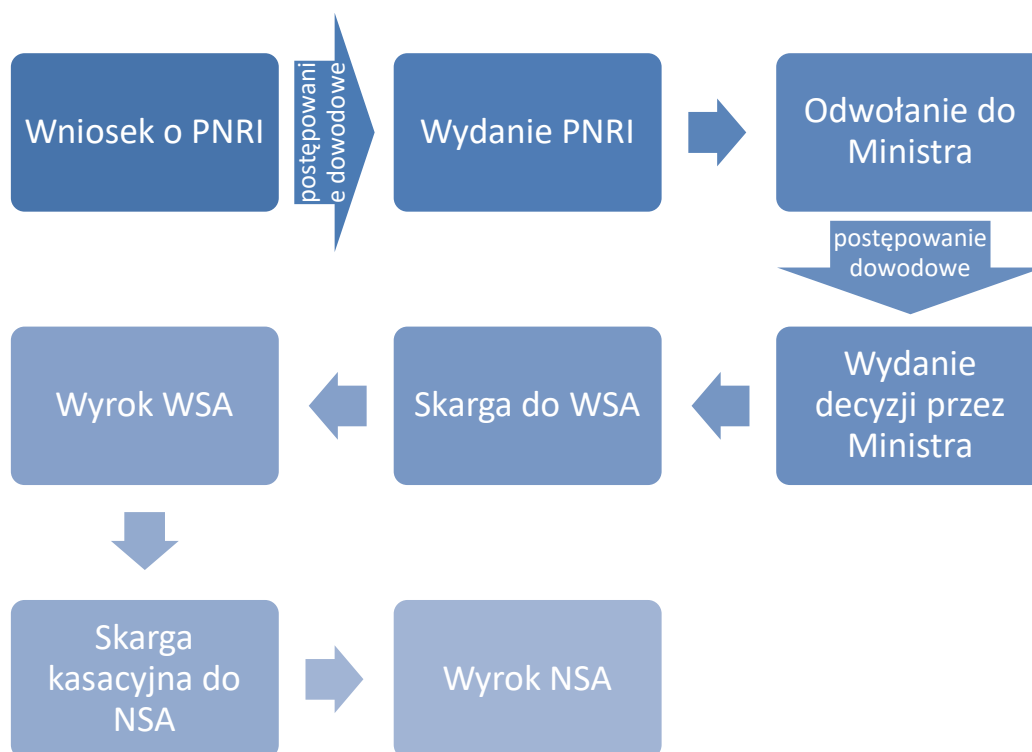 Wniosek o PNRI
postępowani
e dowodowe
Wydanie PNRI
Odwołanie do
Ministra
postępowanie
dowodowe
Wydanie
decyzji przez
Ministra
Skarga do WSA
Wyrok WSA
Skarga
kasacyjna do
NSA
Wyrok NSA